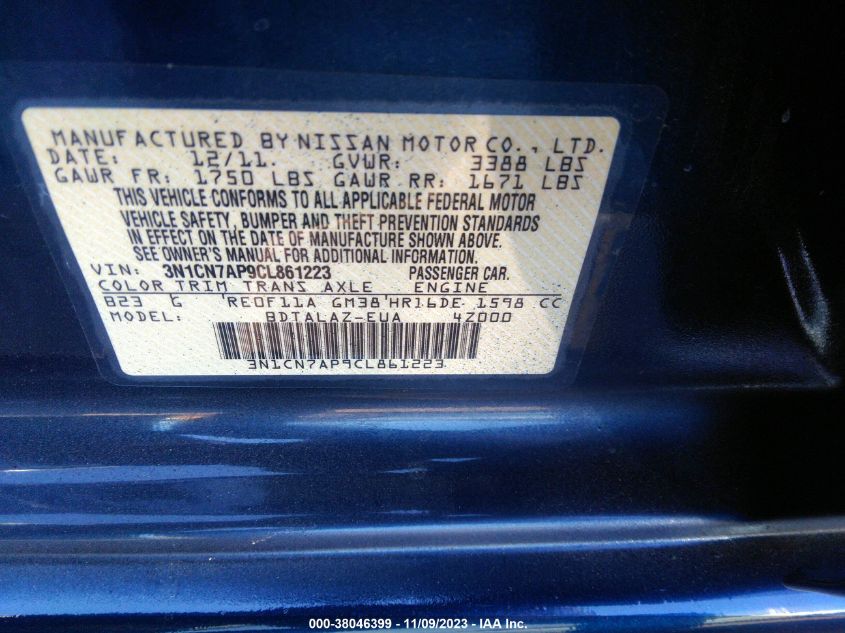 MANUFACTURED BY NISSAN MOTOR CO., LTD.
DATE: 12/11. GVWR: 3388 LBS
GAWR FR: 1750 LBS GAWR RR: 1671 LBS
THIS VEHICLE CONFORMS TO ALL APPLICABLE FEDERAL MOTOR
VEHICLE SAFETY, BUMPER AND THEFT PREVENTION STANDARDS
IN EFFECT ON THE DATE OF MANUFACTURE SHOWN ABOVE.
SEE OWNER'S MANUAL FOR ADDITIONAL INFORMATION.
VIN: 3N1CN7AP9CL861223 PASSENGER CAR.
COLOR TRIM TRANS AXLE ENGINE
B23 G 'RE0F11A GM38'HR16DE 1598 CC
MODEL: BDTALAZ-EUA 4Z000
3N1CN7AP9CL861223
000-38046399 - 11/09/2023 - IAA Inc.